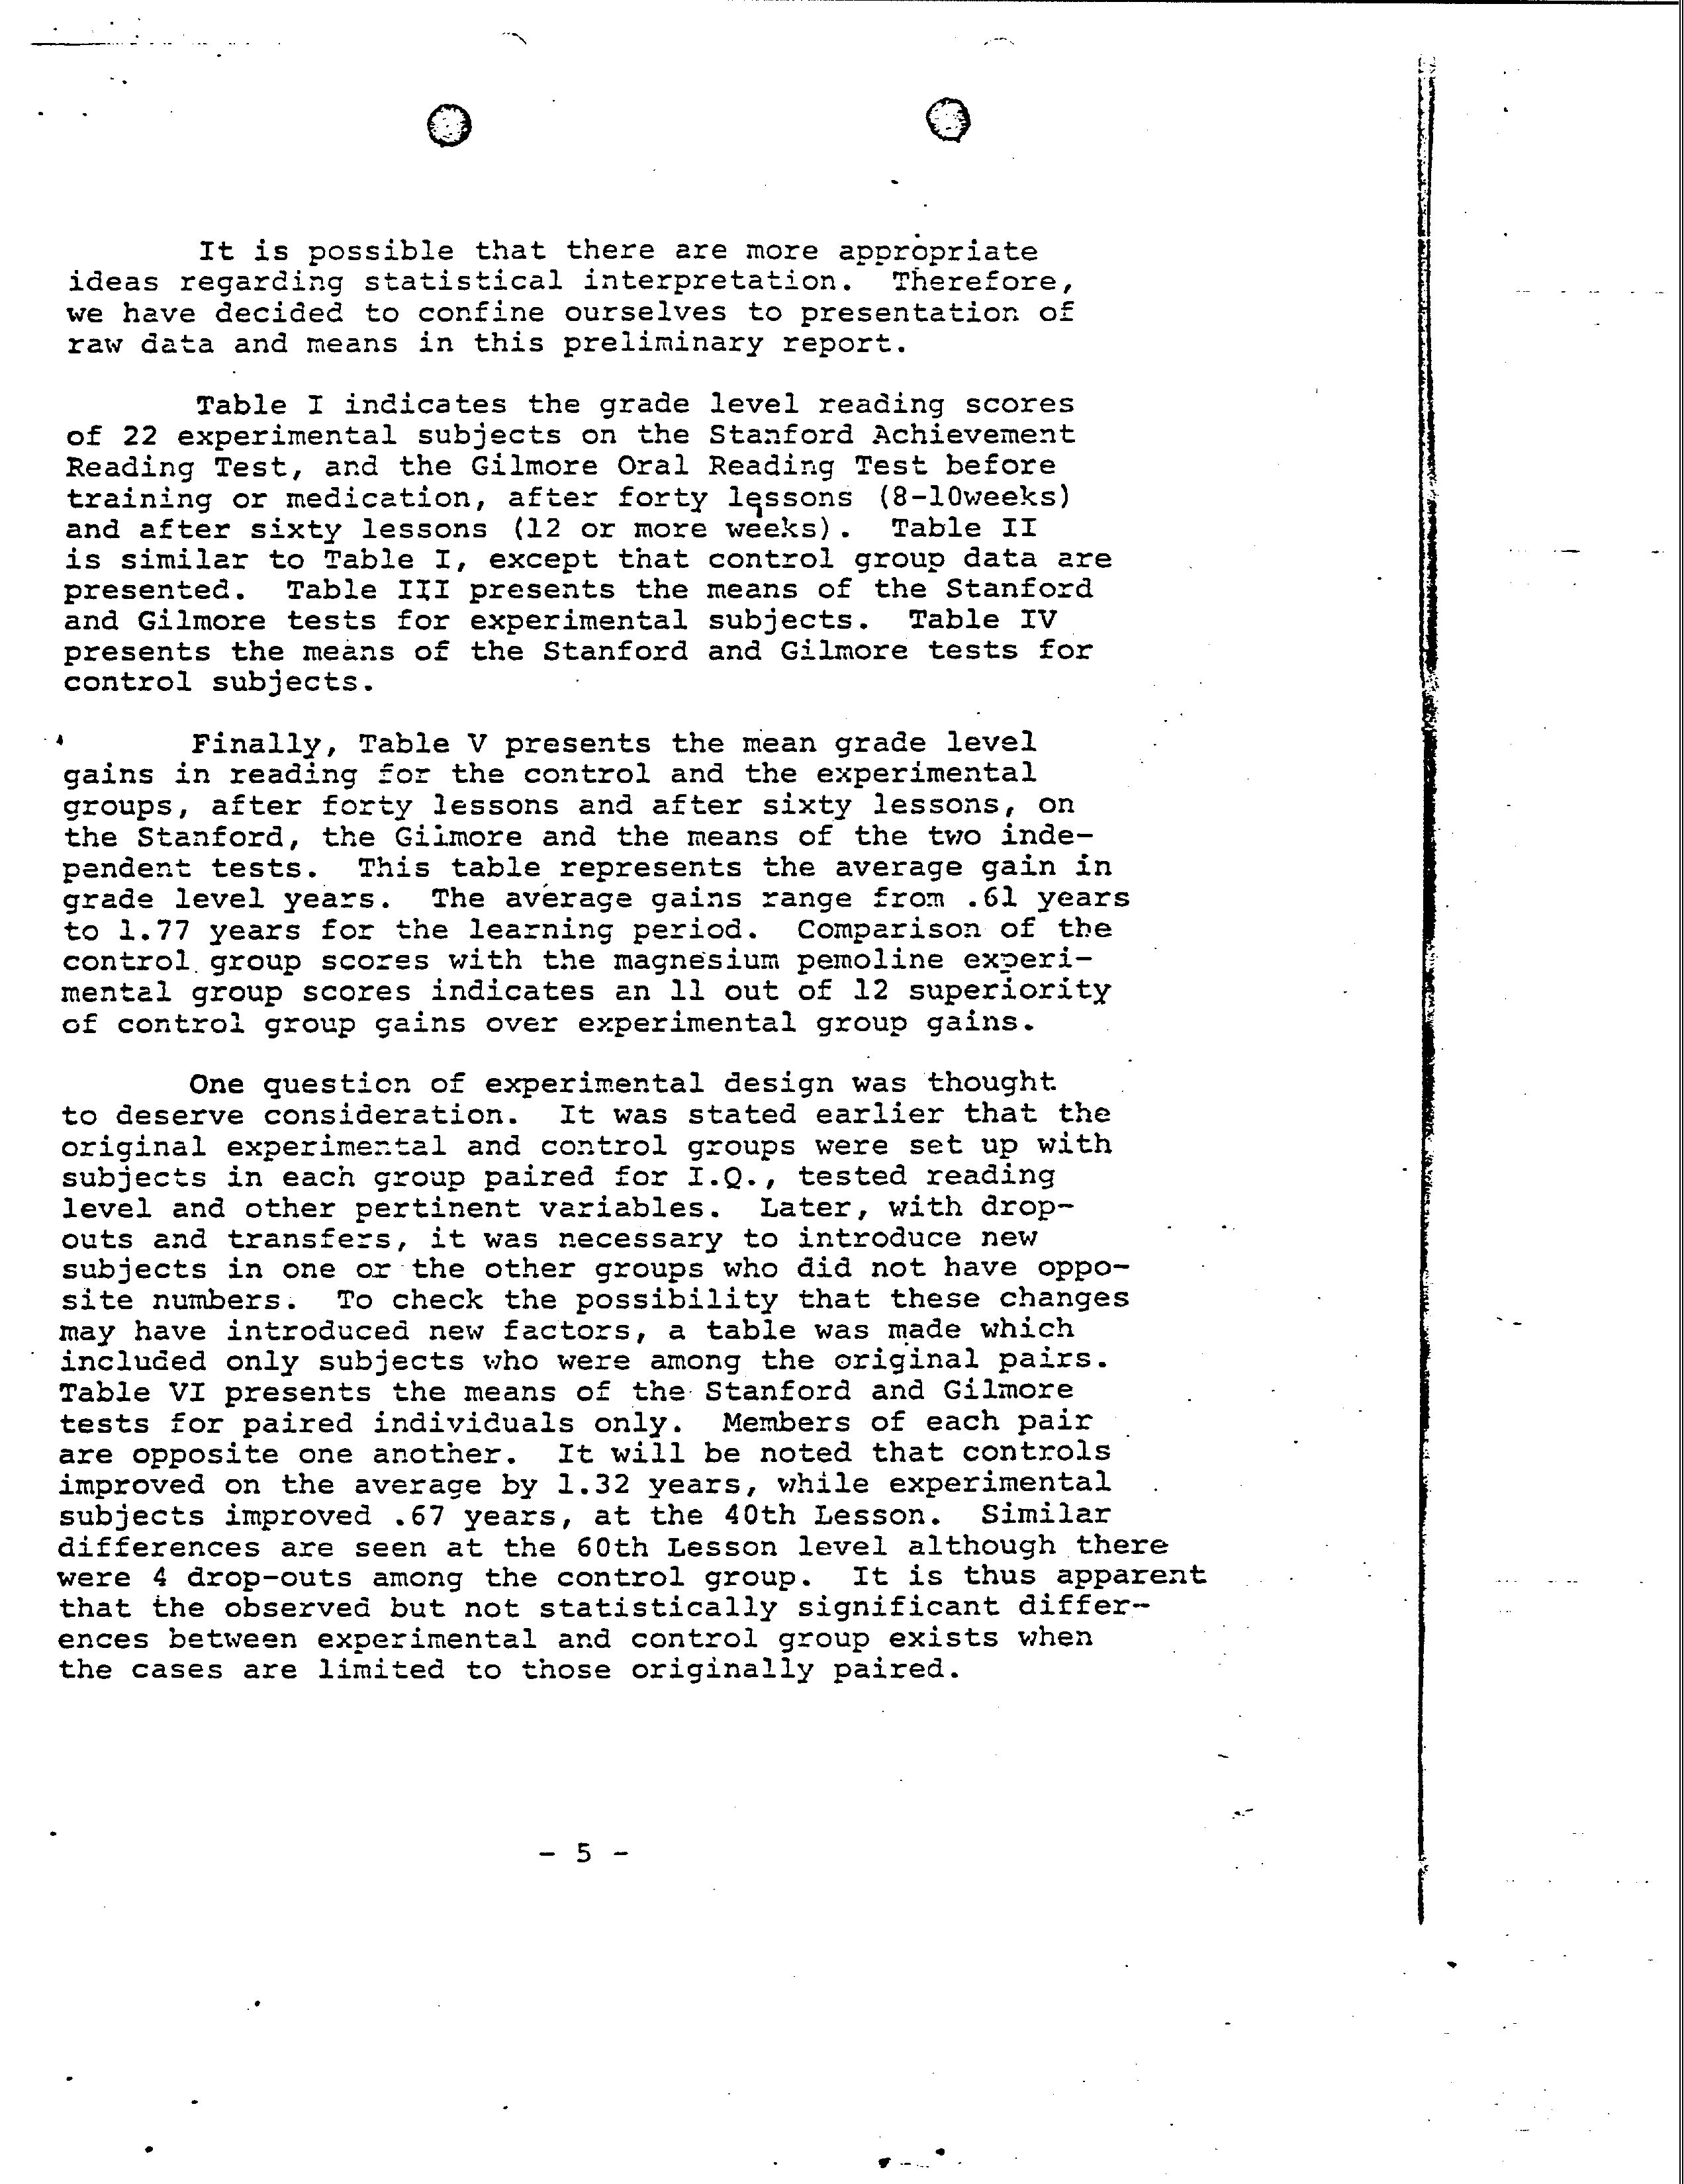 It is possible that there are more appropriate
ideas regarding statistical interpretation. Therefore,
we have decided to confine ourselves to presentation of
raw data and means in this preliminary report.
Table I indicates the grade level reading scores
of 22 experimental subjects on the Stanford Achievement
Reading Test, and the Gilmore Oral Reading Test before
training or medication, after forty lessons (8-10weeks)
and after sixty lessons (12 or more weeks). Table II
is similar to Table I, except that control group data are
presented. Table III presents the means of the Stanford
and Gilmore tests for experimental subjects. Table IV
presents the means of the Stanford and Gilmore tests for
control subjects.
Finally, Table V presents the mean grade level
gains in reading for the control and the experimental
groups, after forty lessons and after sixty lessons, on
the Stanford, the Gilmore and the means of the two inde-
pendent tests. This table represents the average gain in
grade level years. The average gains range from .61 years
to 1.77 years for the learning period. Comparison of the
control group scores with the magnesium pemoline experi-
mental group scores indicates an 11 out of 12 superiority
of control group gains over experimental group gains.
One question of experimental design was thought
to deserve consideration. It was stated earlier that the
original experimental and control groups were set up with
subjects in each group paired for I.Q., tested reading
level and other pertinent variables. Later, with drop-
outs and transfers, it was necessary to introduce new
subjects in one or the other groups who did not have oppo-
site numbers. To check the possibility that these changes
may have introduced new factors, a table was made which
included only subjects who were among the original pairs.
Table VI presents the means of the Stanford and Gilmore
tests for paired individuals only. Members of each pair
are opposite one another. It will be noted that controls
improved on the average by 1.32 years, while experimental
subjects improved .67 years, at the 40th Lesson. Similar
differences are seen at the 60th Lesson level although there
were 4 drop-outs among the control group. It is thus apparent
that the observed but not statistically significant differ-
ences between experimental and control group exists when
the cases are limited to those originally paired.
- 5 -